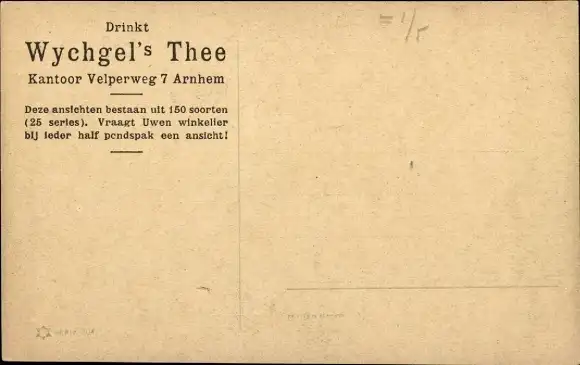 Drinkt
Wychgel's Thee
Kantoor Velperweg 7 Arnhem
Deze ansichten bestaan uit 150 soorten
(25 series). Vraagt Uwen winkelier
bij ieder half pondspak een ansicht!
= 1/5